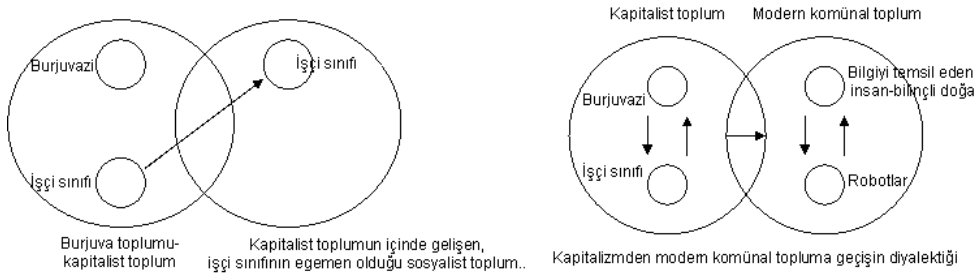 Burjuvazi
İşçi sınıfı
İşçi sınıfı
Burjuva toplumu-
kapitalist toplum
Kapitalist toplumun içinde gelişen,
işçi sınıfının egemen olduğu sosyalist toplum..
Kapitalist toplum
Modern komünal toplum
Burjuvazi
İşçi sınıfı
Bilgiyi temsil eden
insan-bilinçli doğa
Robotlar
Kapitalizmden modern komünal topluma geçişin diyalektiği